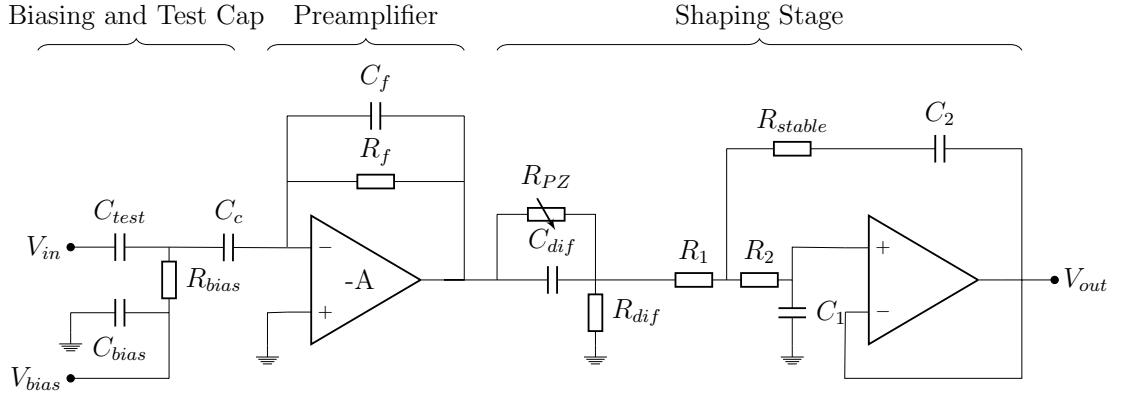 Biasing and Test Cap Preamplifier Shaping Stage
C_f
R_stable C_2
R_f
R_PZ
C_test C_c
C_dif
V_in − R_1 R_2 +
R_bias -A V_out
+ R_dif C_1 −
C_bias
V_bias